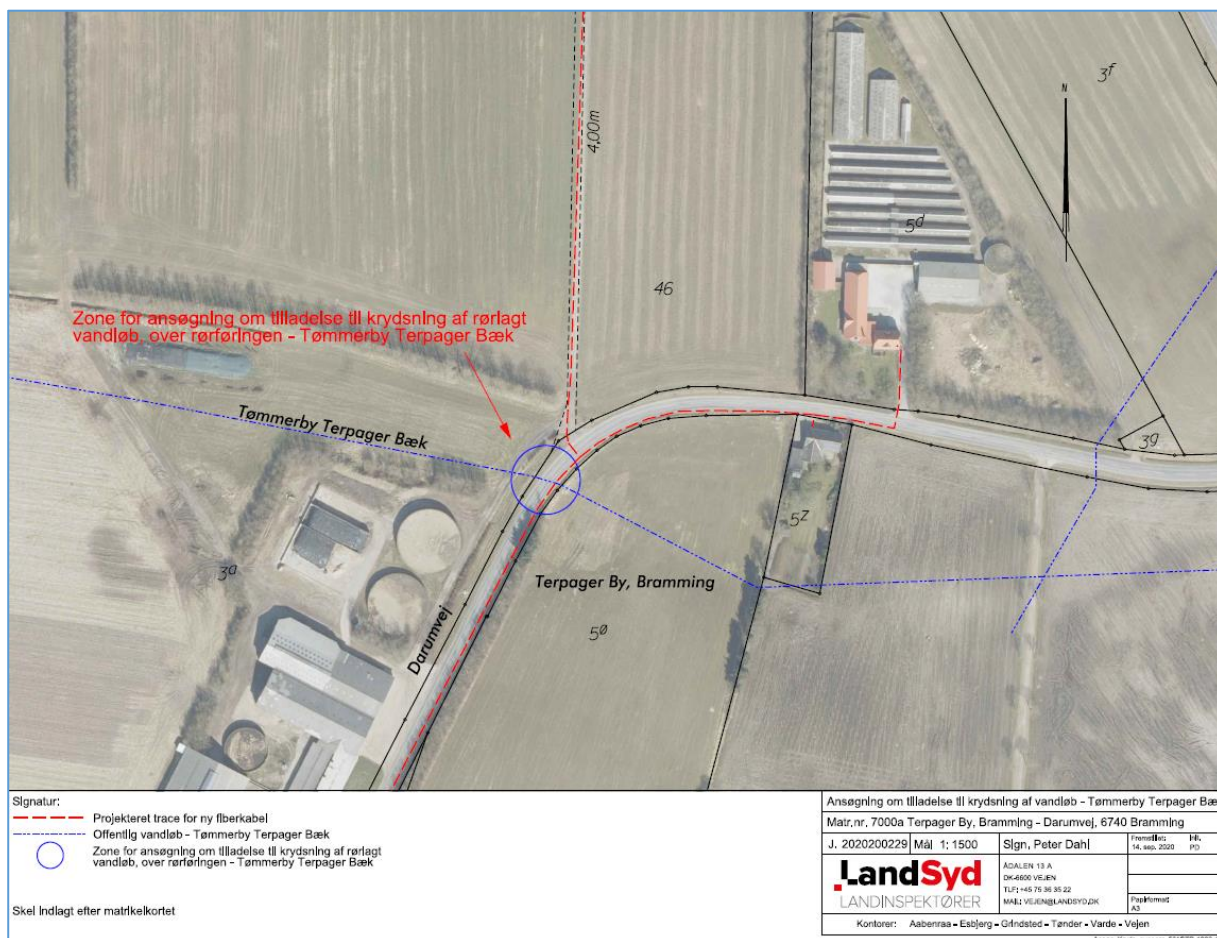 3f
N
4,00m
5d
46
Zone for ansøgning om tilladelse til krydsning af rørlagt
vandløb, over rørføringen - Tømmerby Terpager Bæk
Tømmerby Terpager Bæk
3g
5z
3a
Terpager By, Bramming
5ø
Darumvej
Signatur:
Projekteret trace for ny fiberkabel
Offentlig vandløb - Tømmerby Terpager Bæk
Zone for ansøgning om tilladelse til krydsning af rørlagt
vandløb, over rørføringen - Tømmerby Terpager Bæk
Skel indlagt efter matrikelkortet
Ansøgning om tilladelse til krydsning af vandløb - Tømmerby Terpager Bæ
Matr.nr. 7000a Terpager By, Bramming - Darumvej, 6740 Bramming
J. 2020200229 Mål 1: 1500 Sign. Peter Dahl
Fremstillet: Init.
14. sep. 2020 PD
LandSyd
LANDINSPEKTØRER
ÅDALEN 13 A
DK-6600 VEJEN
TLF: +45 75 36 35 22
MAIL: VEJEN@LANDSYD.DK
Papirformat:
A3
Kontorer: Aabenraa - Esbjerg - Grindsted - Tønder - Varde - Vejen